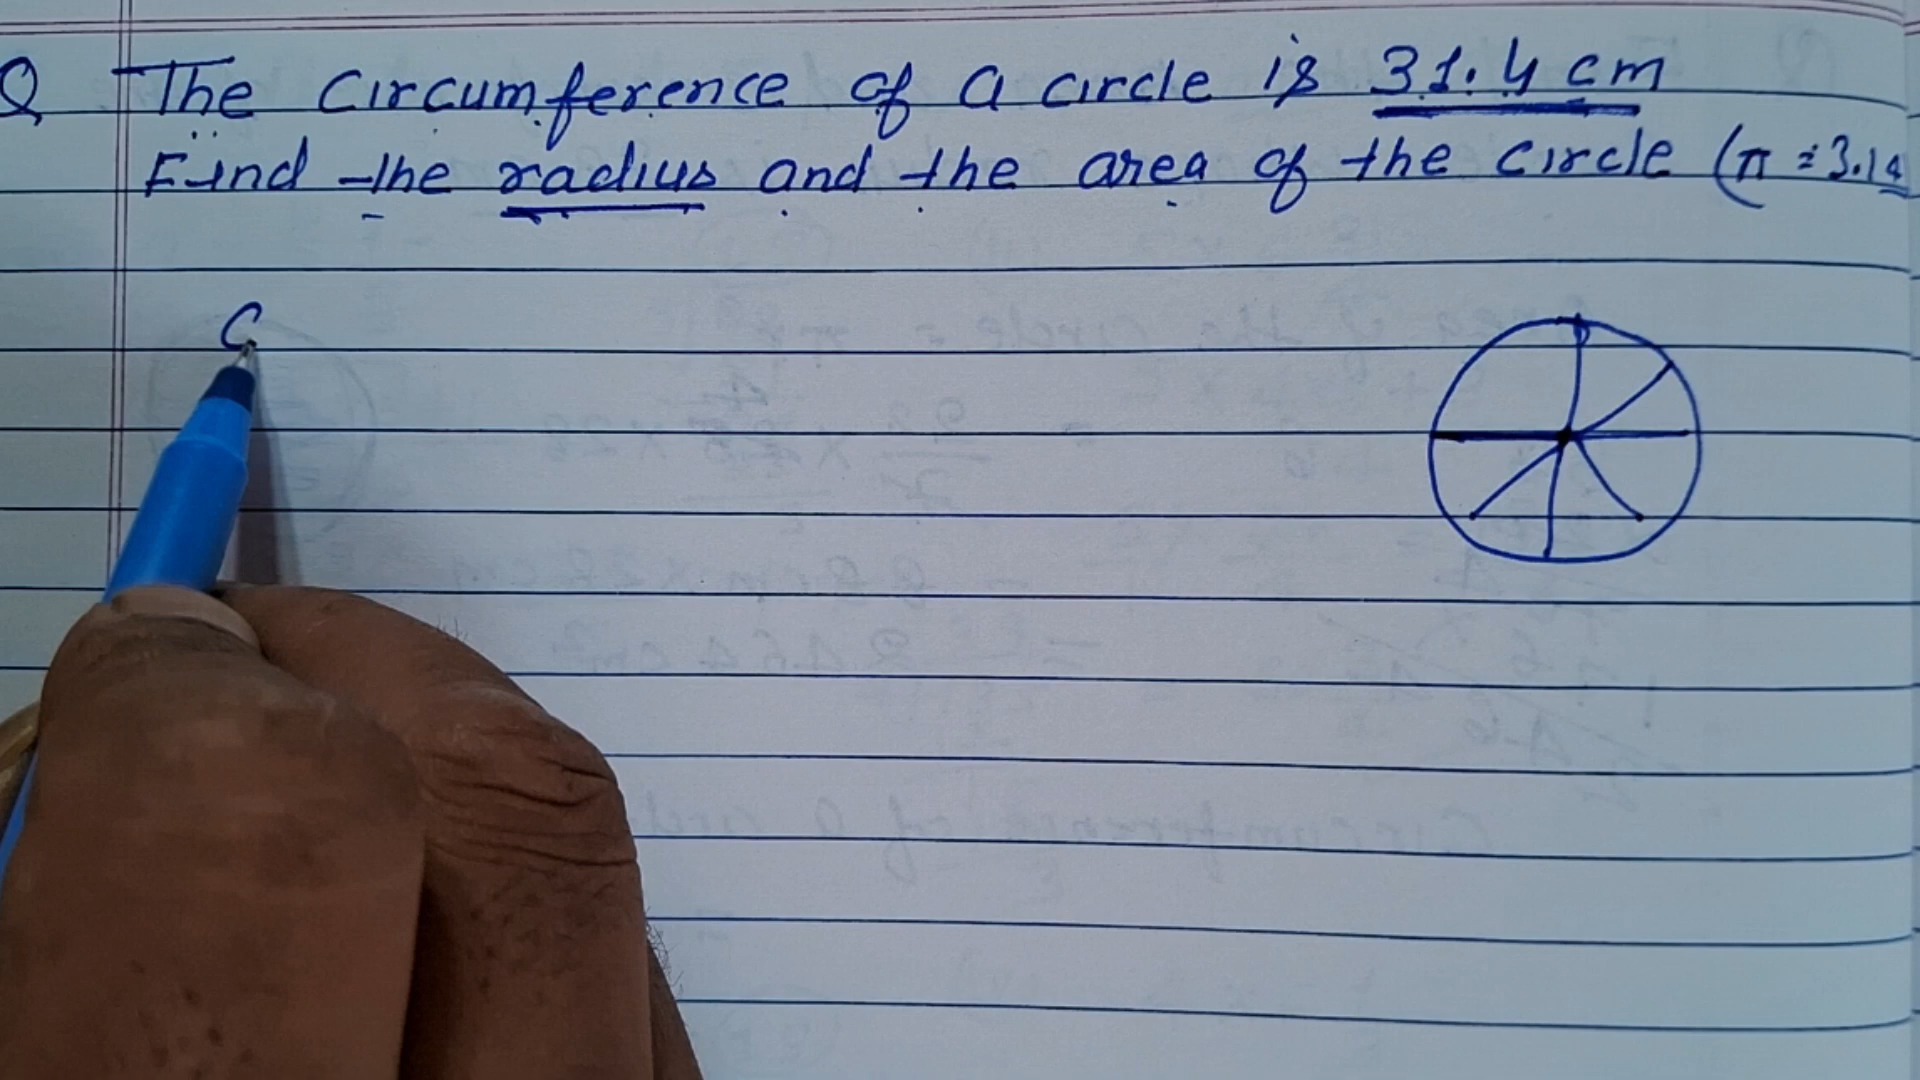 Q The Circumference of a circle is 31.4 cm
Find the radius and the area of the circle (π = 3.14
C